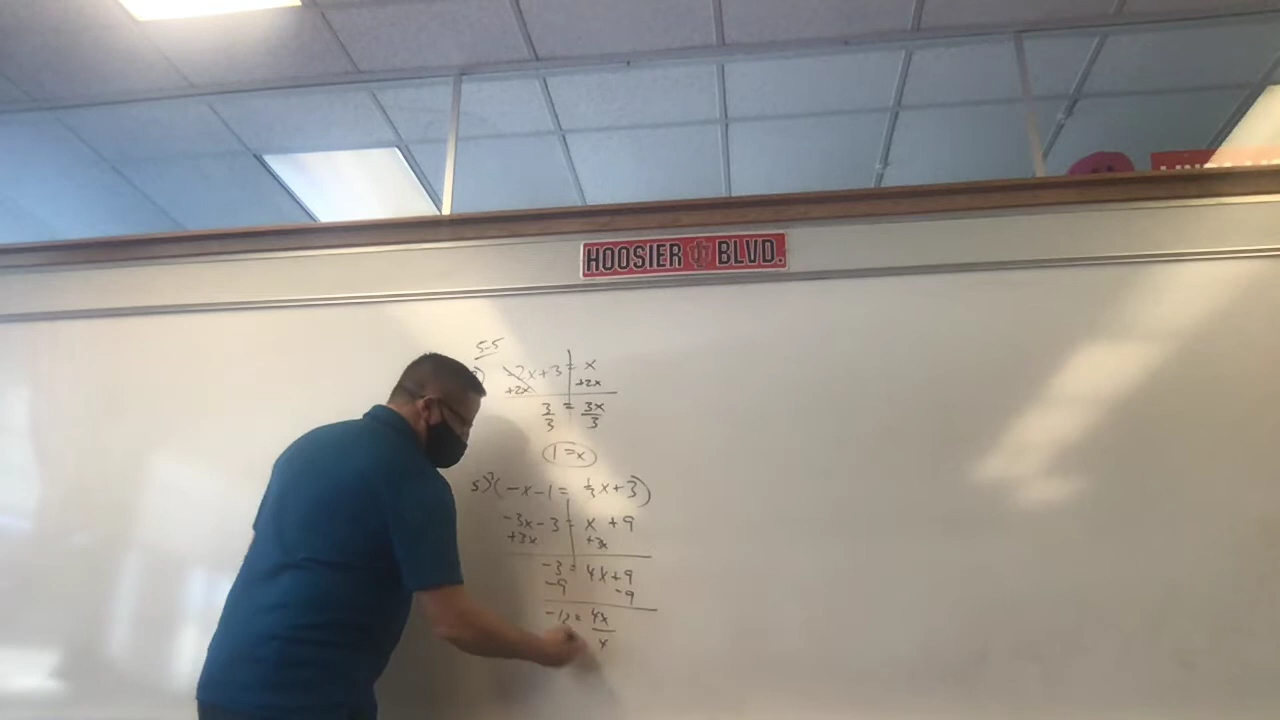 HOOSIER BLVD.
5-5
-2x+3 = x
+2x +2x
3/3 = 3x/3
1=x
5) 3(-x-1 = 1/3x+3)
-3x-3 = x+9
+3x +3x
-3 = 4x+9
-9 -9
-12 = 4x/4